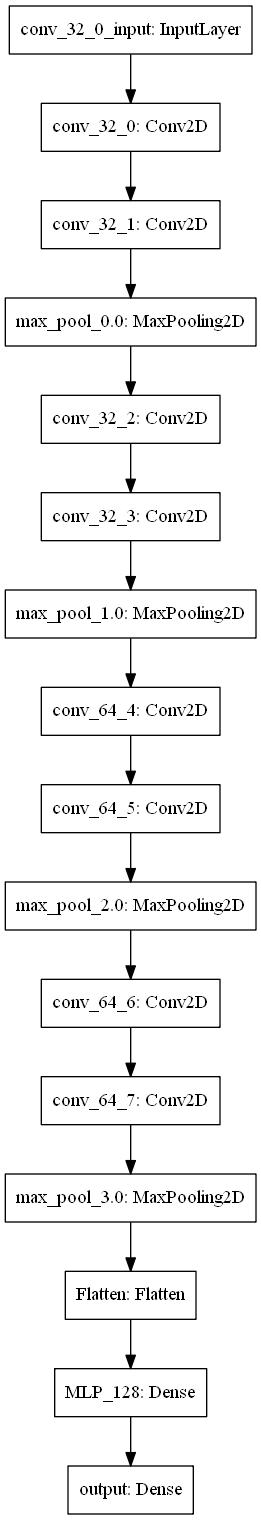 conv_32_0_input: InputLayer
conv_32_0: Conv2D
conv_32_1: Conv2D
max_pool_0.0: MaxPooling2D
conv_32_2: Conv2D
conv_32_3: Conv2D
max_pool_1.0: MaxPooling2D
conv_64_4: Conv2D
conv_64_5: Conv2D
max_pool_2.0: MaxPooling2D
conv_64_6: Conv2D
conv_64_7: Conv2D
max_pool_3.0: MaxPooling2D
Flatten: Flatten
MLP_128: Dense
output: Dense